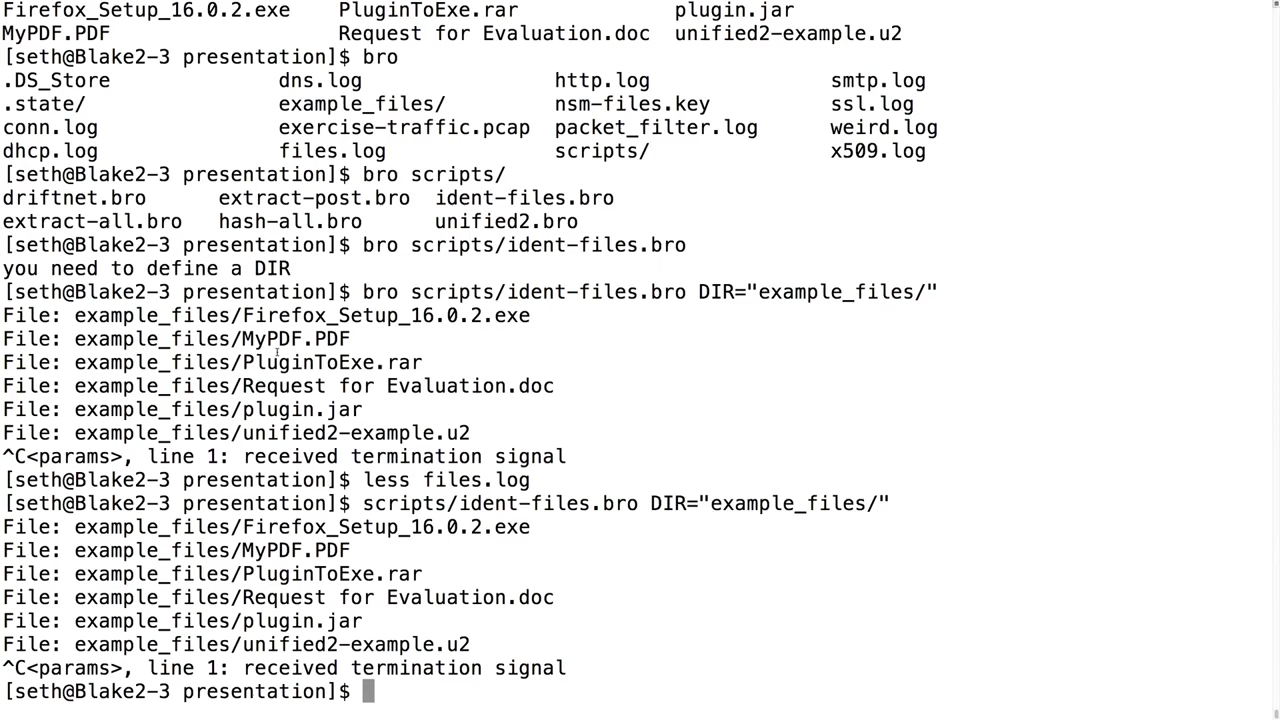 Firefox_Setup_16.0.2.exe    PluginToExe.rar             plugin.jar
MyPDF.PDF                   Request for Evaluation.doc  unified2-example.u2
[seth@Blake2-3 presentation]$ bro
.DS_Store              dns.log                http.log               smtp.log
.state/                example_files/         nsm-files.key          ssl.log
conn.log               exercise-traffic.pcap  packet_filter.log      weird.log
dhcp.log               files.log              scripts/               x509.log
[seth@Blake2-3 presentation]$ bro scripts/
driftnet.bro      extract-post.bro  ident-files.bro
extract-all.bro   hash-all.bro      unified2.bro
[seth@Blake2-3 presentation]$ bro scripts/ident-files.bro
you need to define a DIR
[seth@Blake2-3 presentation]$ bro scripts/ident-files.bro DIR="example_files/"
File: example_files/Firefox_Setup_16.0.2.exe
File: example_files/MyPDF.PDF
File: example_files/PluginToExe.rar
File: example_files/Request for Evaluation.doc
File: example_files/plugin.jar
File: example_files/unified2-example.u2
^C<params>, line 1: received termination signal
[seth@Blake2-3 presentation]$ less files.log
[seth@Blake2-3 presentation]$ scripts/ident-files.bro DIR="example_files/"
File: example_files/Firefox_Setup_16.0.2.exe
File: example_files/MyPDF.PDF
File: example_files/PluginToExe.rar
File: example_files/Request for Evaluation.doc
File: example_files/plugin.jar
File: example_files/unified2-example.u2
^C<params>, line 1: received termination signal
[seth@Blake2-3 presentation]$